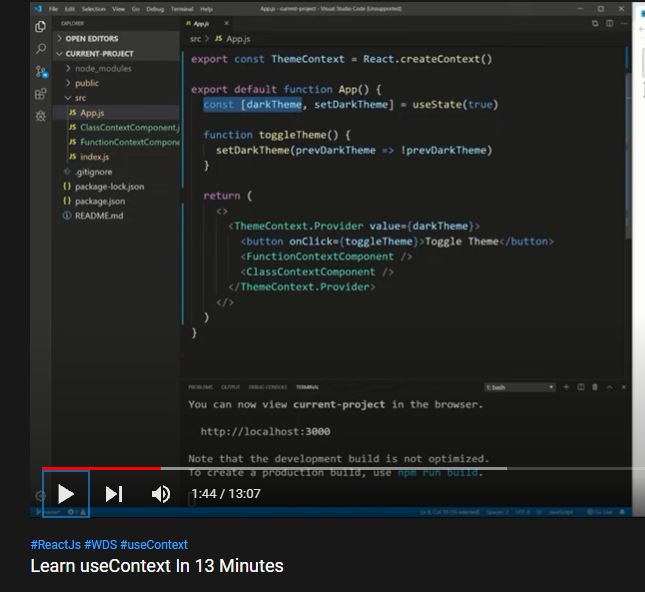 File Edit Selection View Go Debug Terminal Help
App.js - current-project - Visual Studio Code [Unsupported]
EXPLORER
OPEN EDITORS
CURRENT-PROJECT
node_modules
public
src
JS App.js
JS ClassContextComponent.j
JS FunctionContextCompone
JS index.js
.gitignore
{} package-lock.json
{} package.json
README.md
JS App.js
src > JS App.js
export const ThemeContext = React.createContext()
export default function App() {
const [darkTheme, setDarkTheme] = useState(true)
function toggleTheme() {
setDarkTheme(prevDarkTheme => !prevDarkTheme)
}
return (
<>
<ThemeContext.Provider value={darkTheme}>
<button onClick={toggleTheme}>Toggle Theme</button>
<FunctionContextComponent />
<ClassContextComponent />
</ThemeContext.Provider>
</>
)
}
PROBLEMS OUTPUT DEBUG CONSOLE TERMINAL
1: bash
You can now view current-project in the browser.
http://localhost:3000
Note that the development build is not optimized.
To create a production build, use npm run build.
1:44 / 13:07
#ReactJs #WDS #useContext
Learn useContext In 13 Minutes